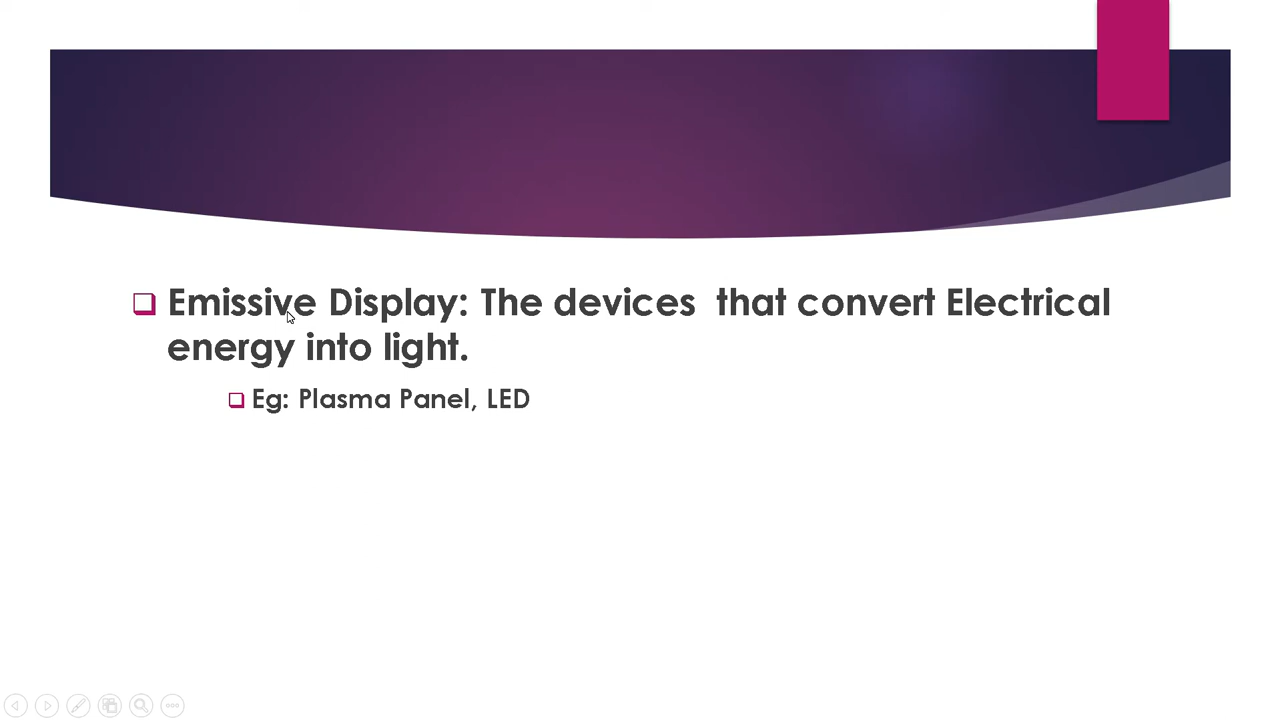 Emissive Display: The devices  that convert Electrical
energy into light.
Eg: Plasma Panel, LED